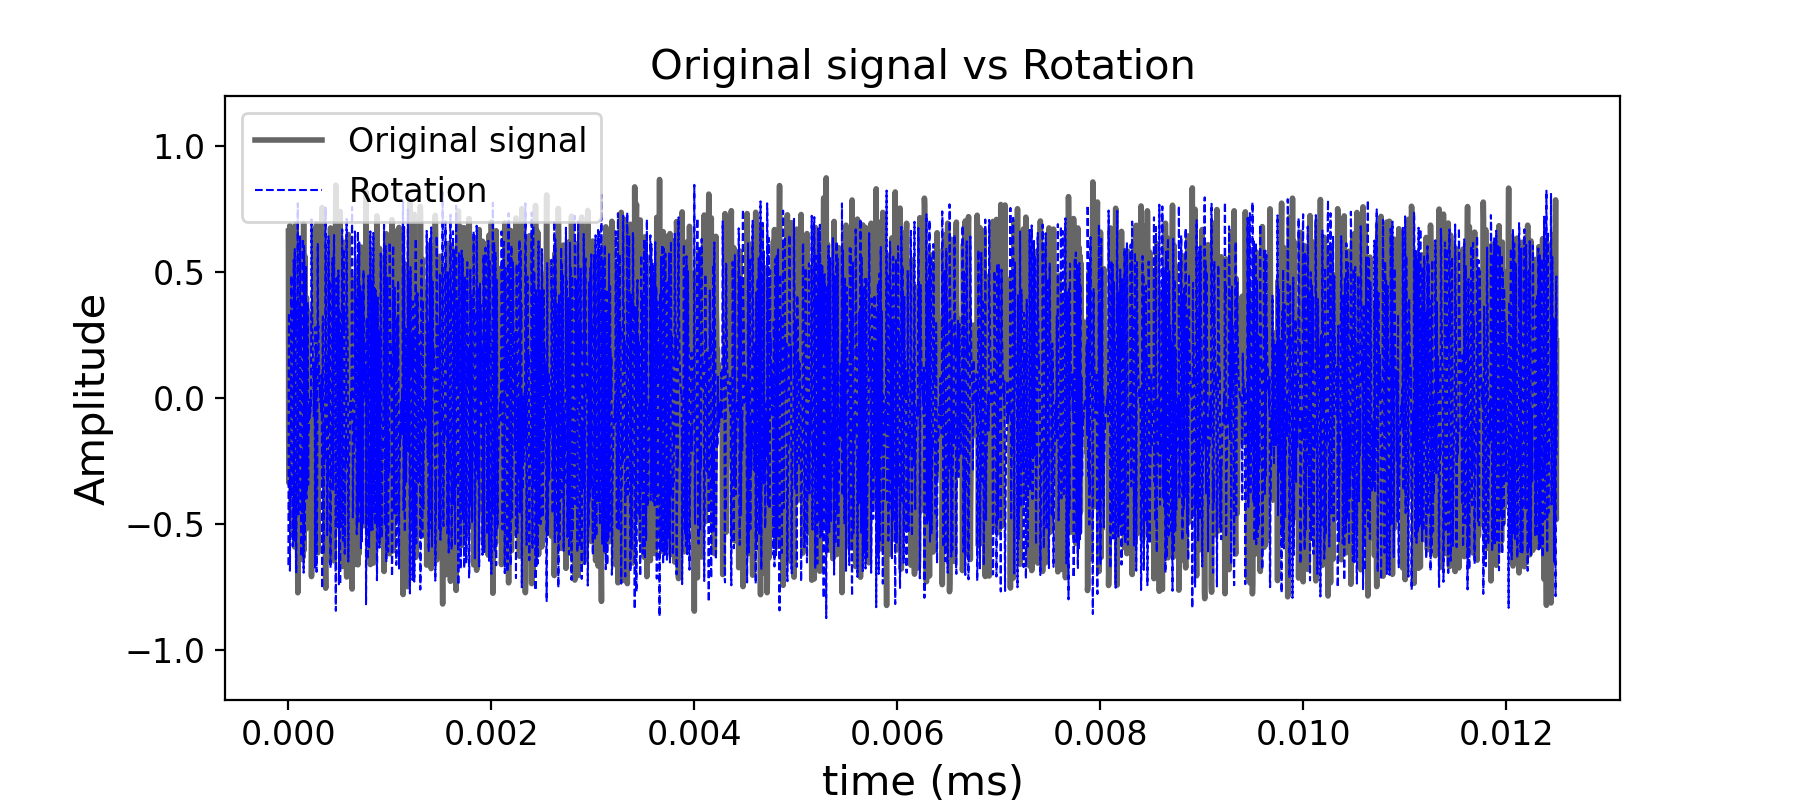 Original signal vs Rotation
Original signal
Rotation
Amplitude
1.0
0.5
0.0
−0.5
−1.0
0.000 0.002 0.004 0.006 0.008 0.010 0.012
time (ms)